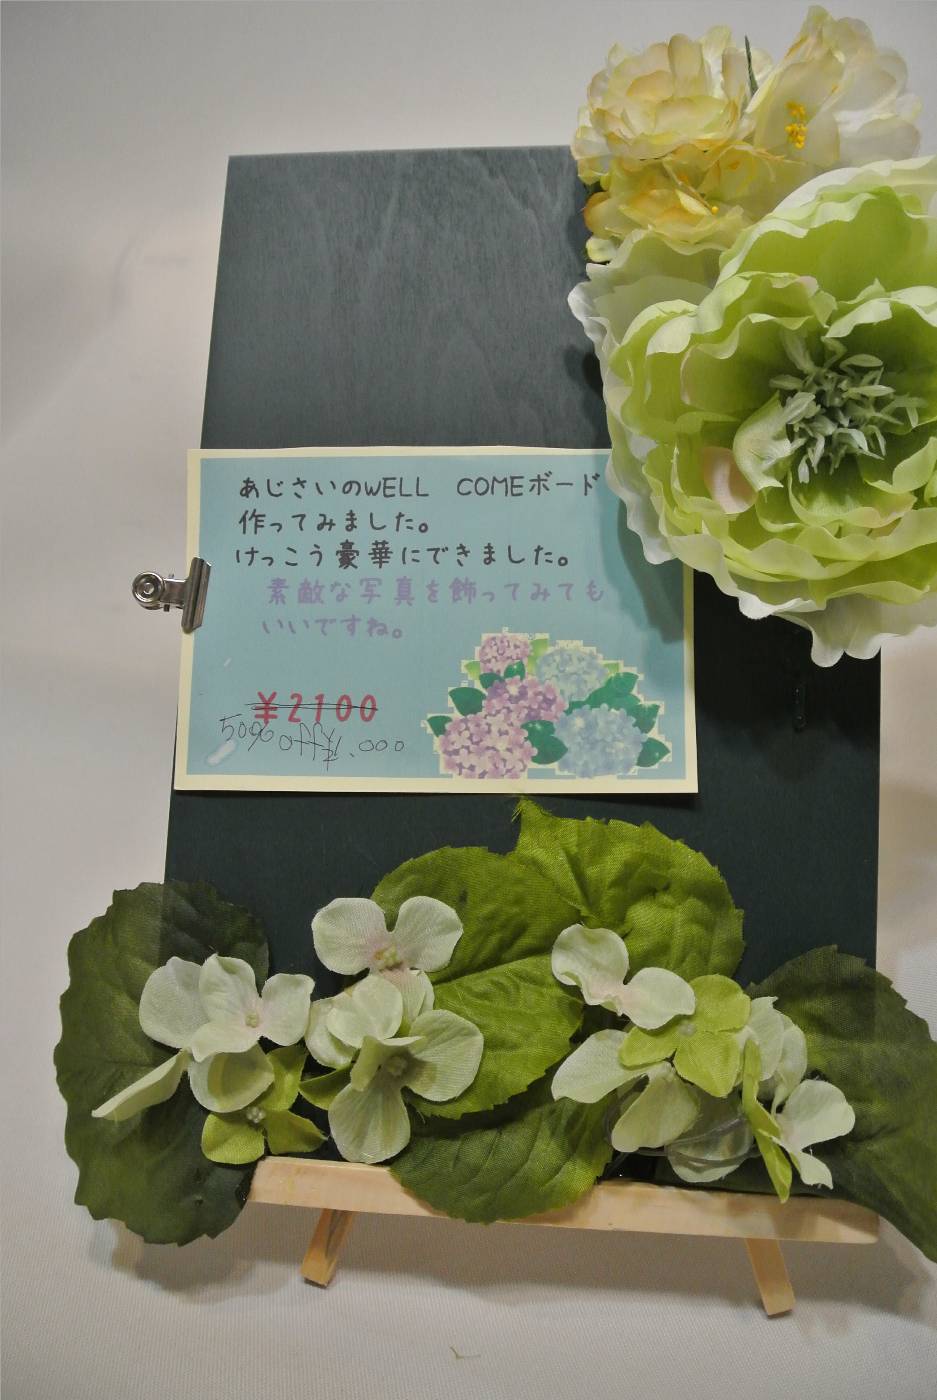 あじさいのWELL　COMEボード
作ってみました。
けっこう豪華にできました。
素敵な写真を飾ってみても
いいですね。
¥2100
50% off ¥1.000